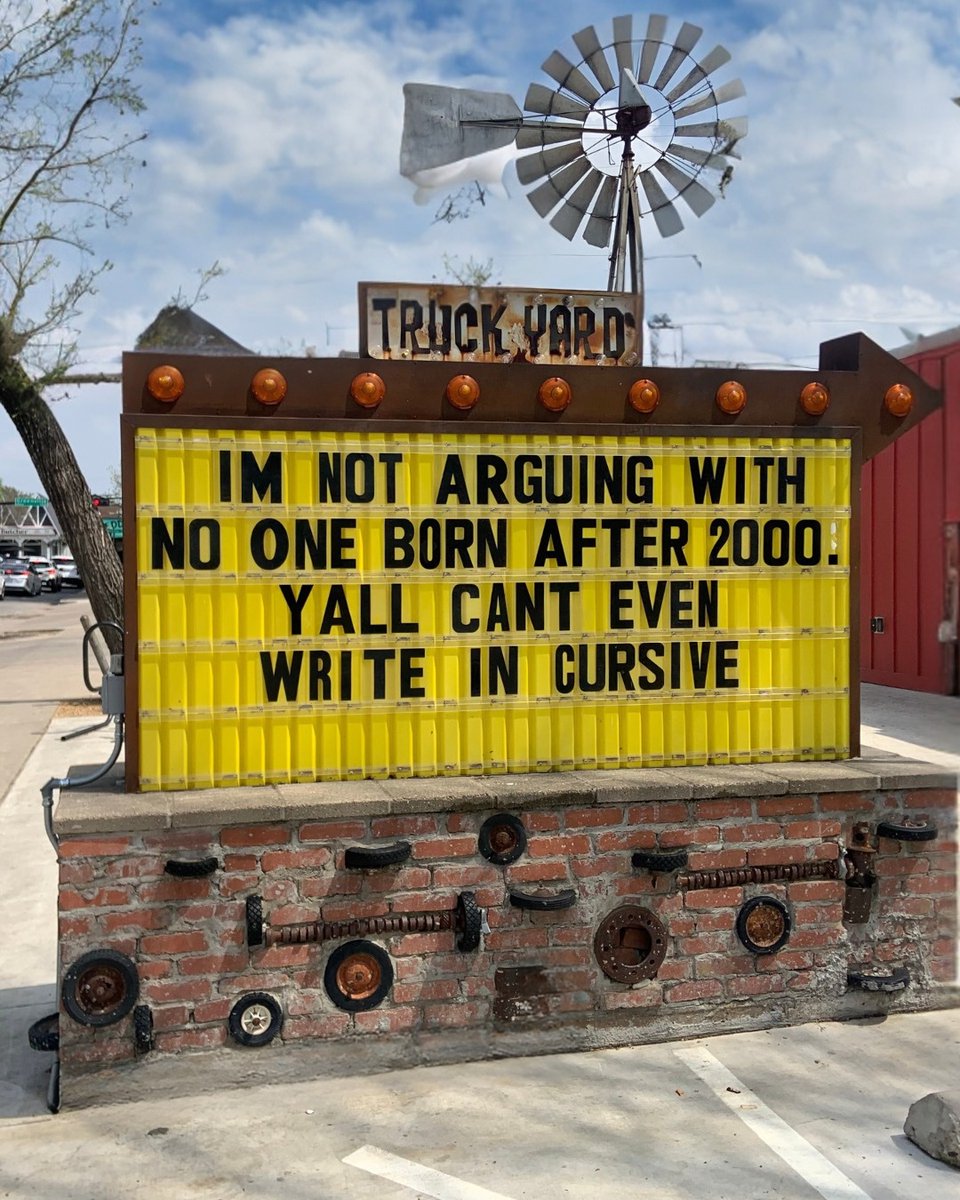 TRUCK YARD
IM NOT ARGUING WITH
NO ONE BORN AFTER 2000.
YALL CANT EVEN
WRITE IN CURSIVE